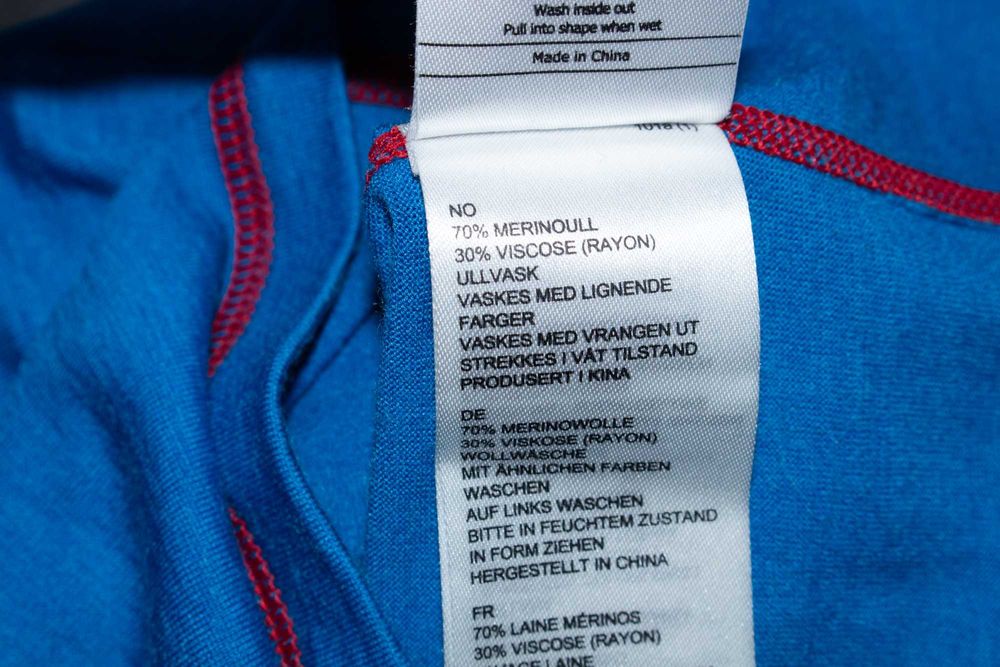 Wash inside out
Pull into shape when wet
Made in China
1018 (1)
NO
70% MERINOULL
30% VISCOSE (RAYON)
ULLVASK
VASKES MED LIGNENDE
FARGER
VASKES MED VRANGEN UT
STREKKES I VÅT TILSTAND
PRODUSERT I KINA
DE
70% MERINOWOLLE
30% VISKOSE (RAYON)
WOLLWÄSCHE
MIT ÄHNLICHEN FARBEN
WASCHEN
AUF LINKS WASCHEN
BITTE IN FEUCHTEM ZUSTAND
IN FORM ZIEHEN
HERGESTELLT IN CHINA
FR
70% LAINE MÉRINOS
30% VISCOSE (RAYON)
LAINE